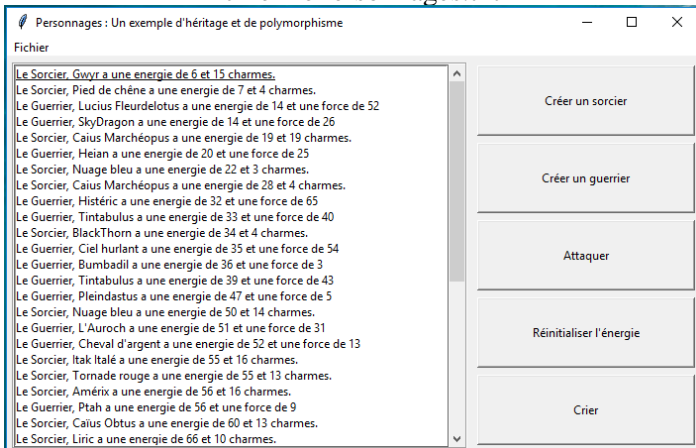 Personnages : Un exemple d'héritage et de polymorphisme
Fichier
Le Sorcier, Gwyr a une energie de 6 et 15 charmes.
Le Sorcier, Pied de chêne a une energie de 7 et 4 charmes.
Le Guerrier, Lucius Fleurdelotus a une energie de 14 et une force de 52
Le Guerrier, SkyDragon a une energie de 14 et une force de 26
Le Sorcier, Caius Marchéopus a une energie de 19 et 19 charmes.
Le Guerrier, Heian a une energie de 20 et une force de 25
Le Sorcier, Nuage bleu a une energie de 22 et 3 charmes.
Le Sorcier, Caius Marchéopus a une energie de 28 et 4 charmes.
Le Guerrier, Histéric a une energie de 32 et une force de 65
Le Guerrier, Tintabulus a une energie de 33 et une force de 40
Le Sorcier, BlackThorn a une energie de 34 et 4 charmes.
Le Guerrier, Ciel hurlant a une energie de 35 et une force de 54
Le Guerrier, Bumbadil a une energie de 36 et une force de 3
Le Guerrier, Tintabulus a une energie de 39 et une force de 43
Le Guerrier, Pleindastus a une energie de 47 et une force de 5
Le Sorcier, Nuage bleu a une energie de 50 et 14 charmes.
Le Guerrier, L'Auroch a une energie de 51 et une force de 31
Le Guerrier, Cheval d'argent a une energie de 52 et une force de 13
Le Sorcier, Itak Italé a une energie de 55 et 16 charmes.
Le Sorcier, Tornade rouge a une energie de 55 et 13 charmes.
Le Sorcier, Amérix a une energie de 56 et 16 charmes.
Le Guerrier, Ptah a une energie de 56 et une force de 9
Le Sorcier, Caïus Obtus a une energie de 60 et 13 charmes.
Le Sorcier, Liric a une energie de 66 et 10 charmes.
Créer un sorcier
Créer un guerrier
Attaquer
Réinitialiser l'énergie
Crier